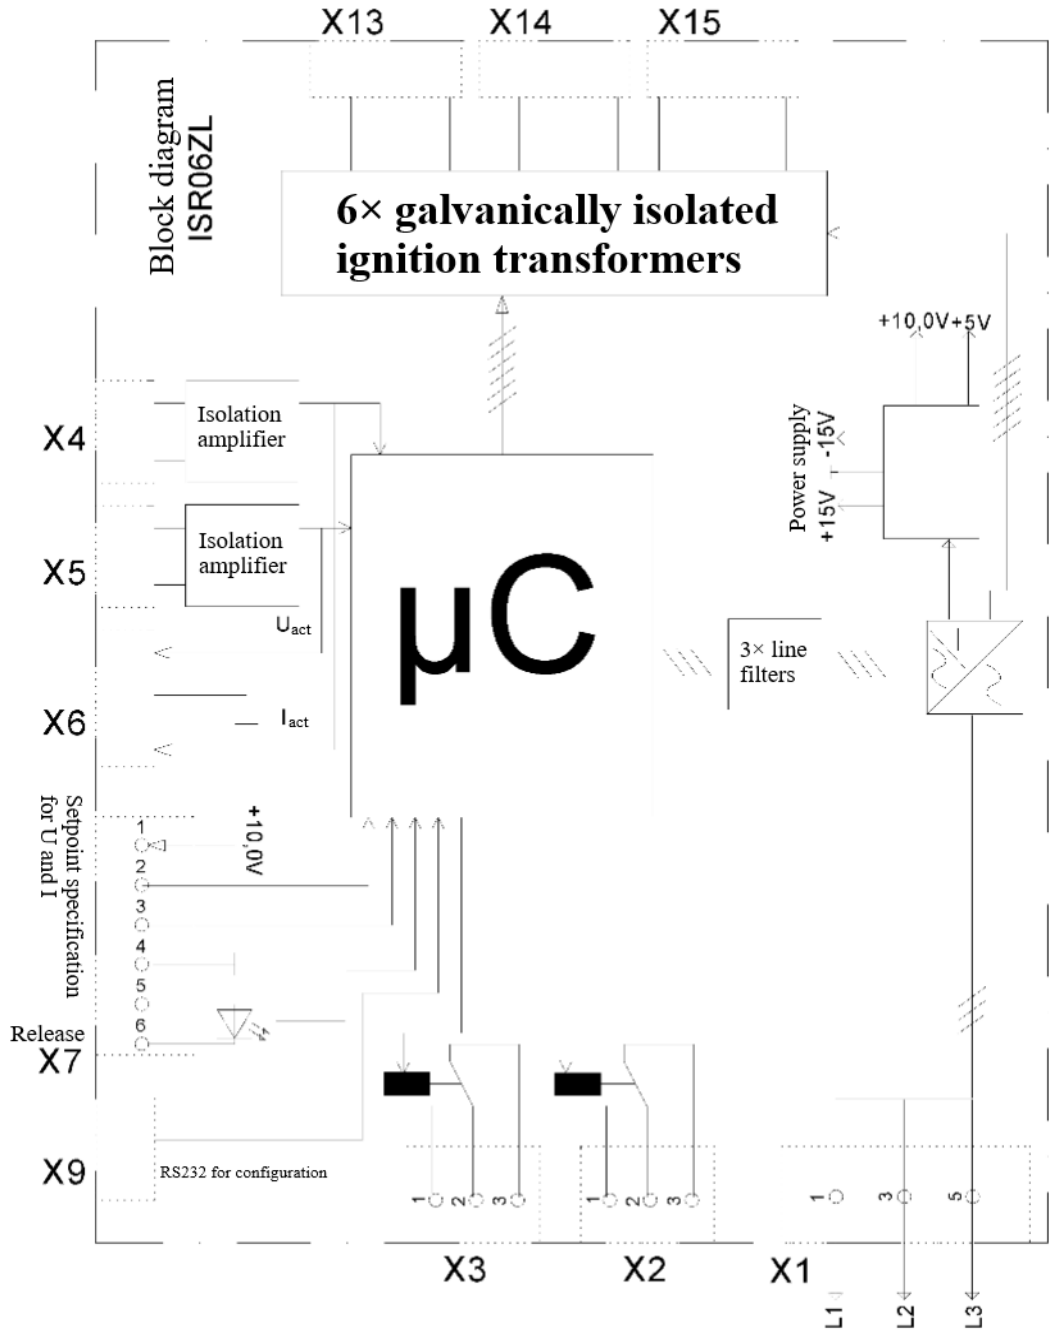 X13
X14
X15
Block diagram
ISR06ZL
6× galvanically isolated
ignition transformers
+10,0V
+5V
Power supply
-15V
+15V
X4
Isolation
amplifier
X5
Isolation
amplifier
µC
3× line
filters
Uact
X6
Iact
Setpoint specification
for U and I
+10,0V
1
2
3
4
5
6
Release
X7
X9
RS232 for configuration
1
2
3
1
2
3
1
3
5
X3
X2
X1
L1
L2
L3